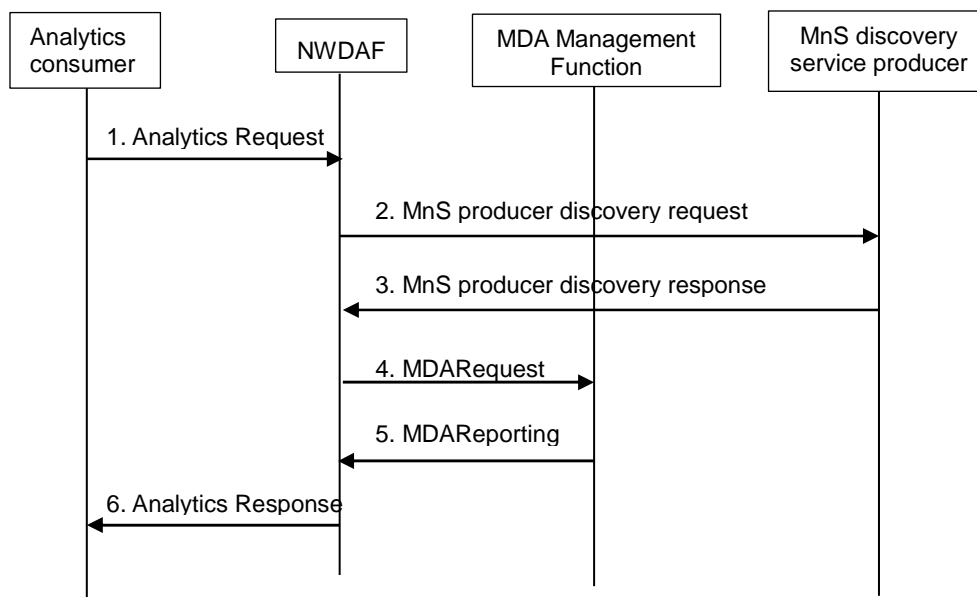 Analytics
consumer
NWDAF
MDA Management
Function
MnS discovery
service producer
1. Analytics Request
2. MnS producer discovery request
3. MnS producer discovery response
4. MDARequest
5. MDAReporting
6. Analytics Response